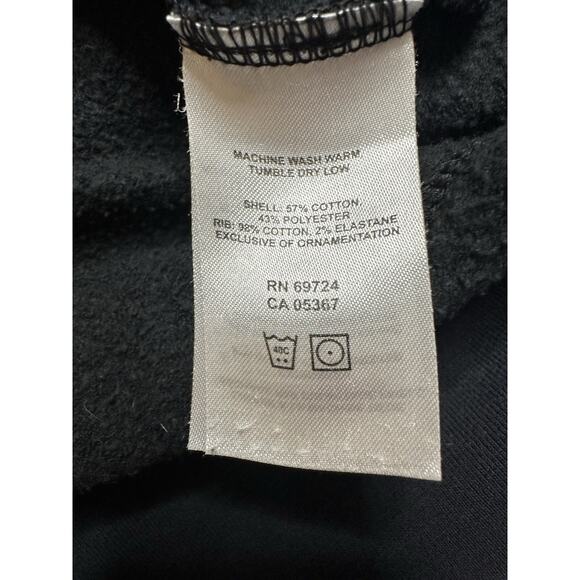 MACHINE WASH WARM
TUMBLE DRY LOW
SHELL: 57% COTTON,
43% POLYESTER
RIB: 98% COTTON, 2% ELASTANE
EXCLUSIVE OF ORNAMENTATION
RN 69724
CA 05367
40C